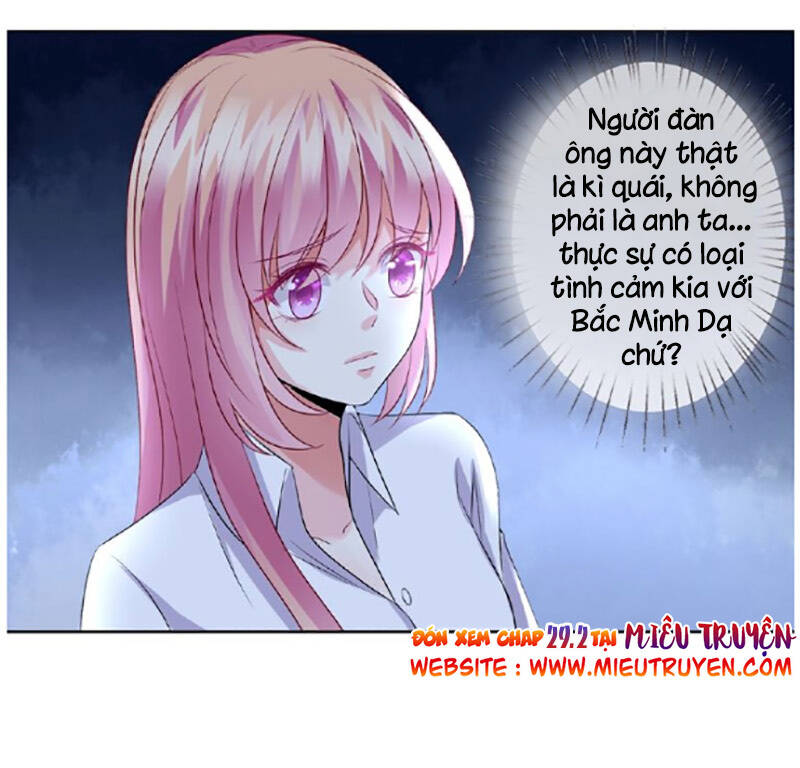 Người đàn
ông này thật
là kì quái, không
phải là anh ta...
thực sự có loại
tình cảm kia với
Bắc Minh Dạ
chứ?
ĐÓN XEM CHAP 29.2 TẠI MIÊU TRUYỆN
WEBSITE : WWW.MIEUTRUYEN.COM